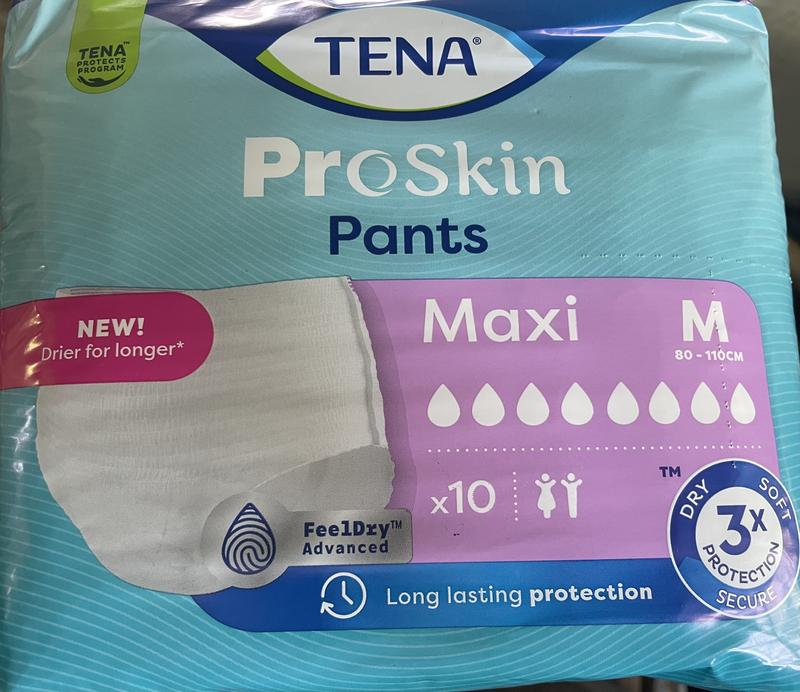 TENA™
PROTECTS
PROGRAM
TENA®
ProSkin
Pants
NEW!
Drier for longer*
Maxi
M
80 - 110CM
x10
FeelDry™
Advanced
™
DRY
SOFT
3x
PROTECTION
SECURE
Long lasting protection